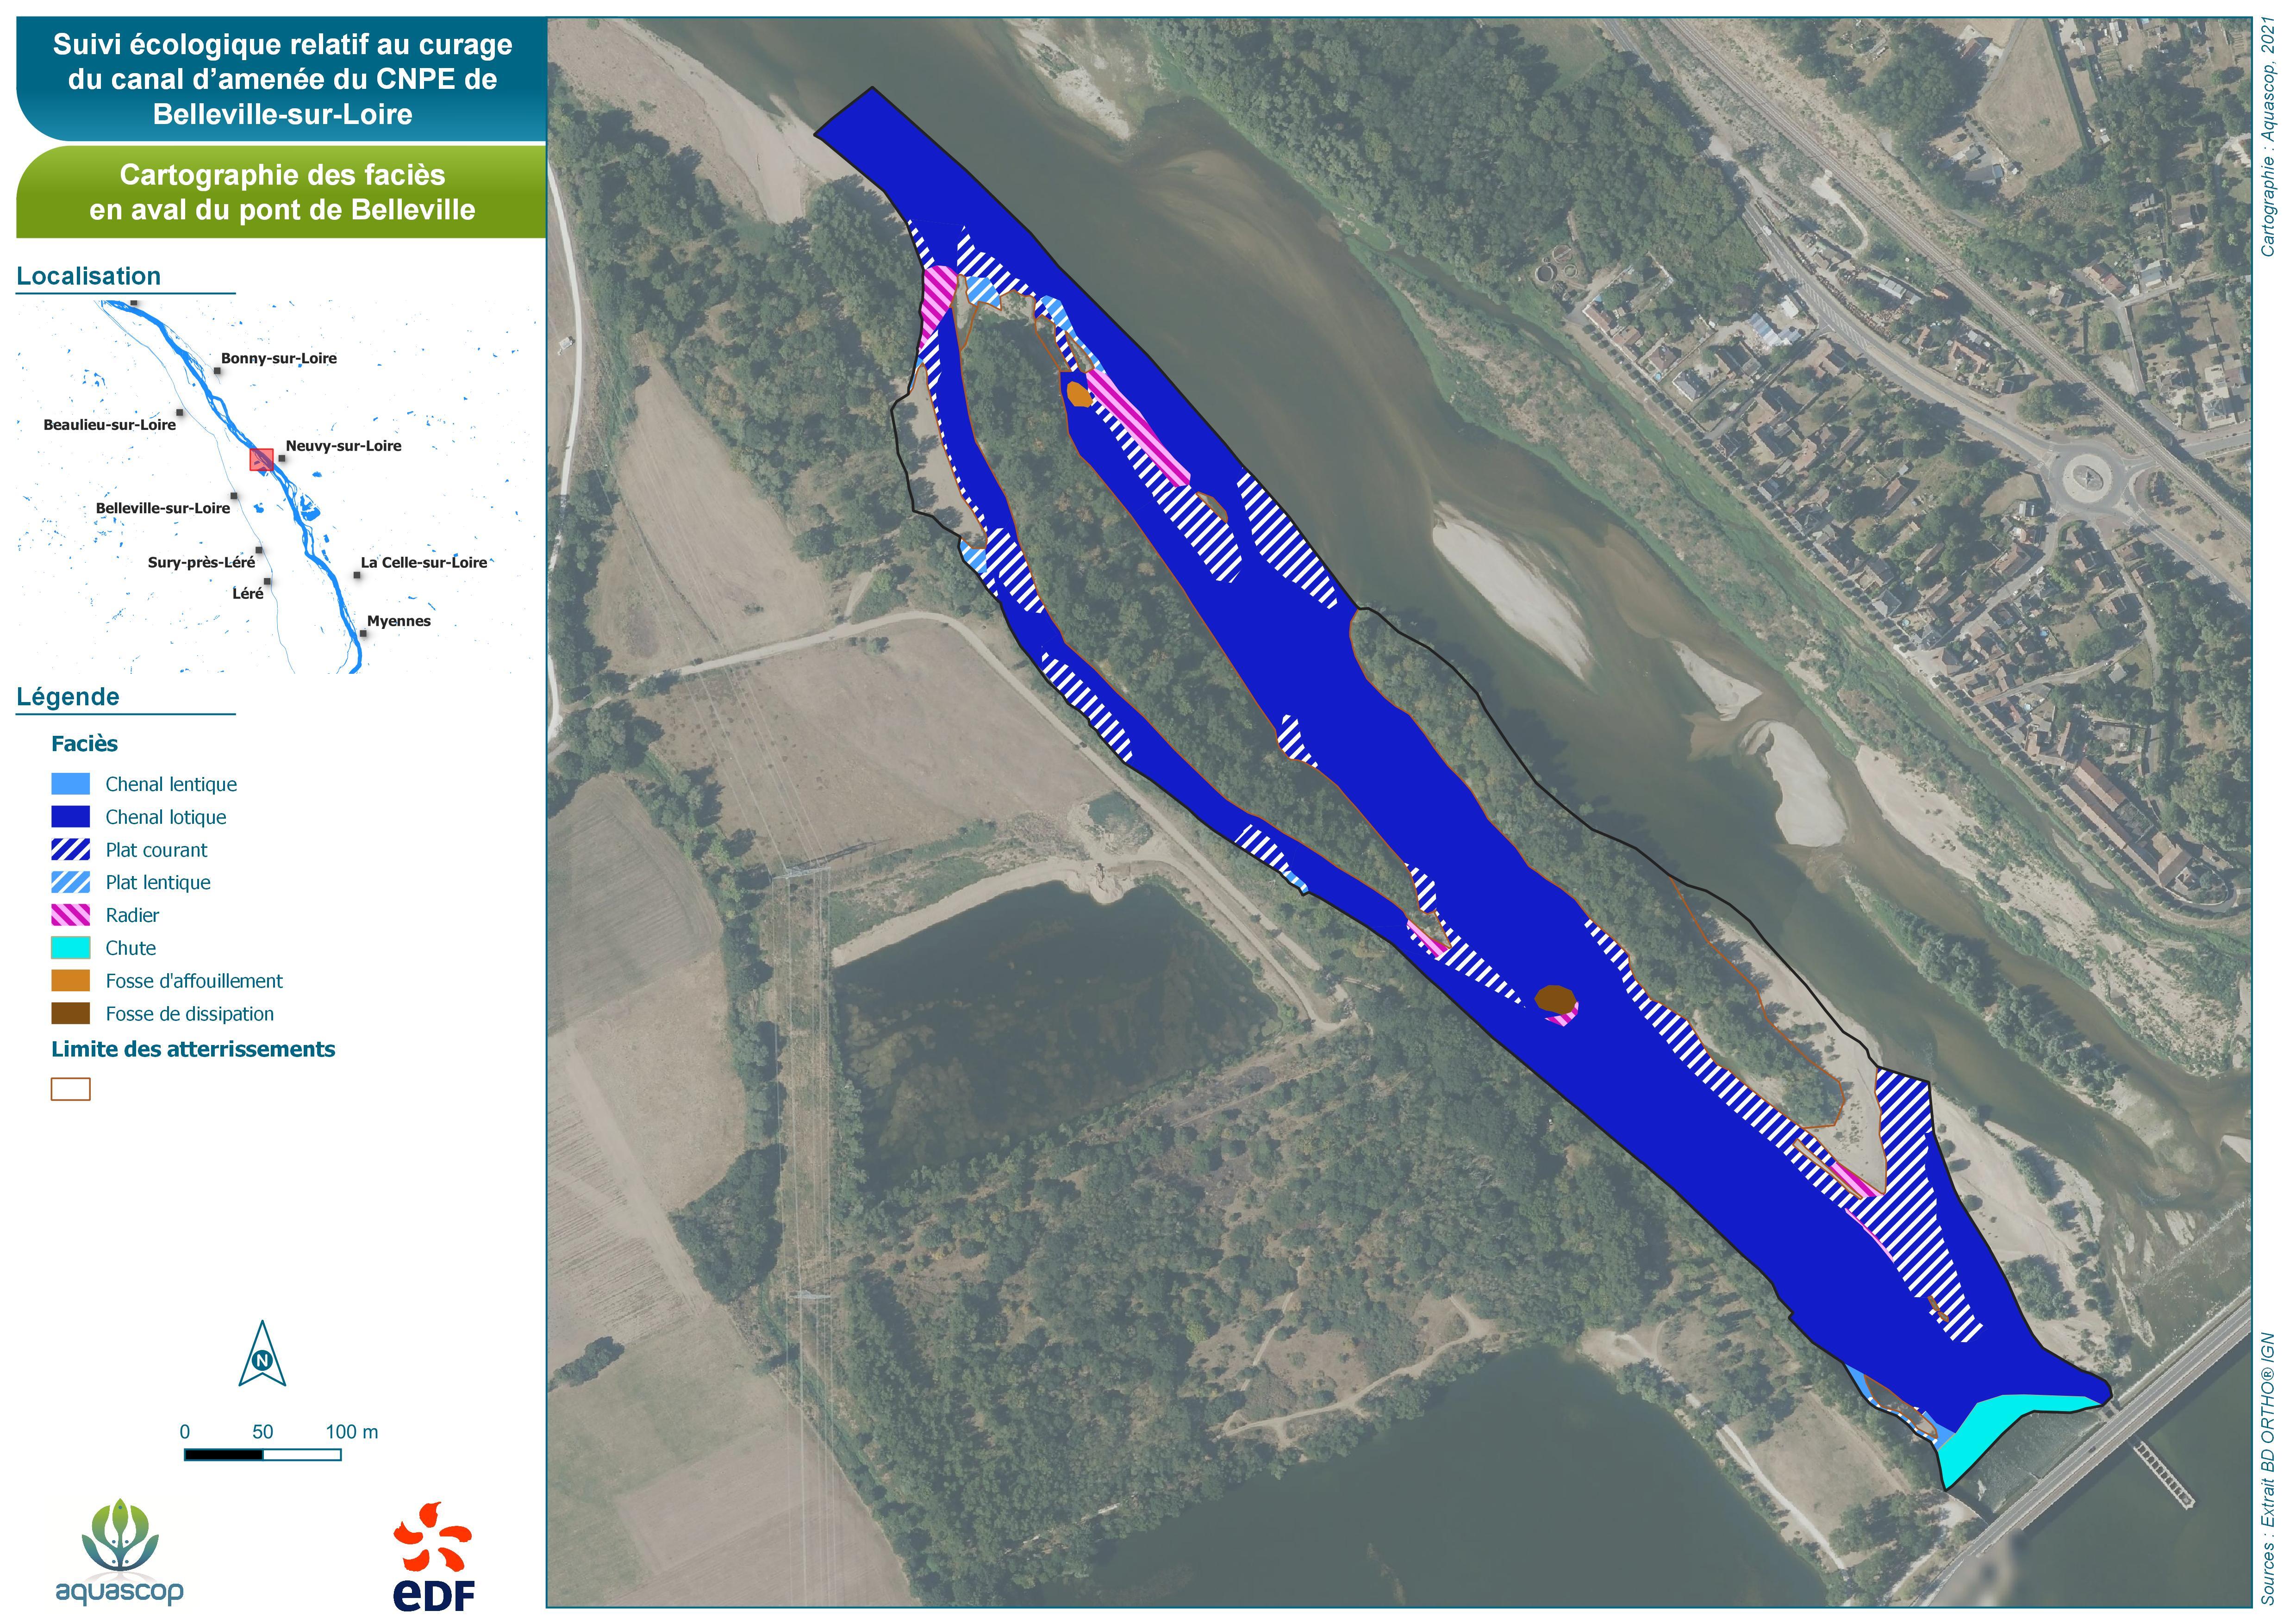 Suivi écologique relatif au curage
du canal d’amenée du CNPE de
Belleville-sur-Loire
Cartographie des faciès
en aval du pont de Belleville
Localisation
Bonny-sur-Loire
Beaulieu-sur-Loire
Neuvy-sur-Loire
Belleville-sur-Loire
Sury-près-Léré
La Celle-sur-Loire
Léré
Myennes
Légende
Faciès
Chenal lentique
Chenal lotique
Plat courant
Plat lentique
Radier
Chute
Fosse d'affouillement
Fosse de dissipation
Limite des atterrissements
N
0 50 100 m
aquascop
eDF
Cartographie : Aquascop, 2021
Sources : Extrait BD ORTHO® IGN